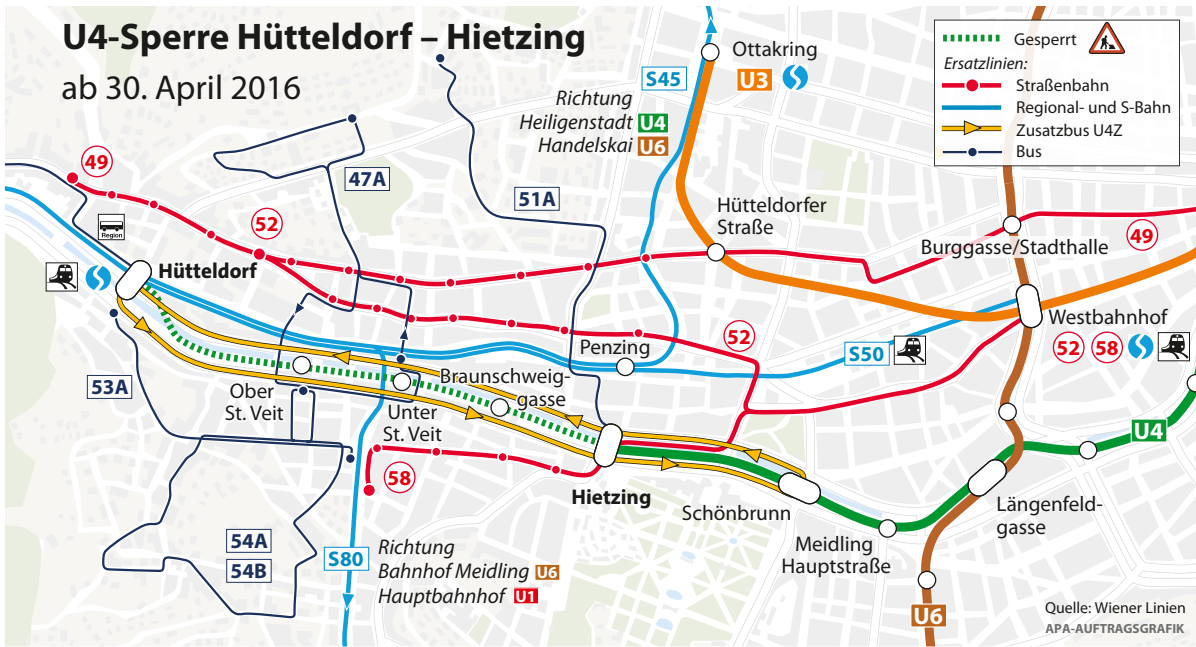 U4-Sperre Hütteldorf – Hietzing
ab 30. April 2016
Gesperrt
Ersatzlinien:
Straßenbahn
Regional- und S-Bahn
Zusatzbus U4Z
Bus
Ottakring
U3
S45
Richtung
Heiligenstadt U4
Handelskai U6
49
47A
51A
52
Region
Hütteldorf
Hütteldorfer
Straße
Burggasse/Stadthalle
49
Westbahnhof
52 58
S50
52
Penzing
53A
Ober
St. Veit
Unter
St. Veit
Braunschweig-
gasse
58
Hietzing
Schönbrunn
U4
Längenfeld-
gasse
Meidling
Hauptstraße
54A
54B
S80
Richtung
Bahnhof Meidling U6
Hauptbahnhof U1
U6
Quelle: Wiener Linien
APA-AUFTRAGSGRAFIK